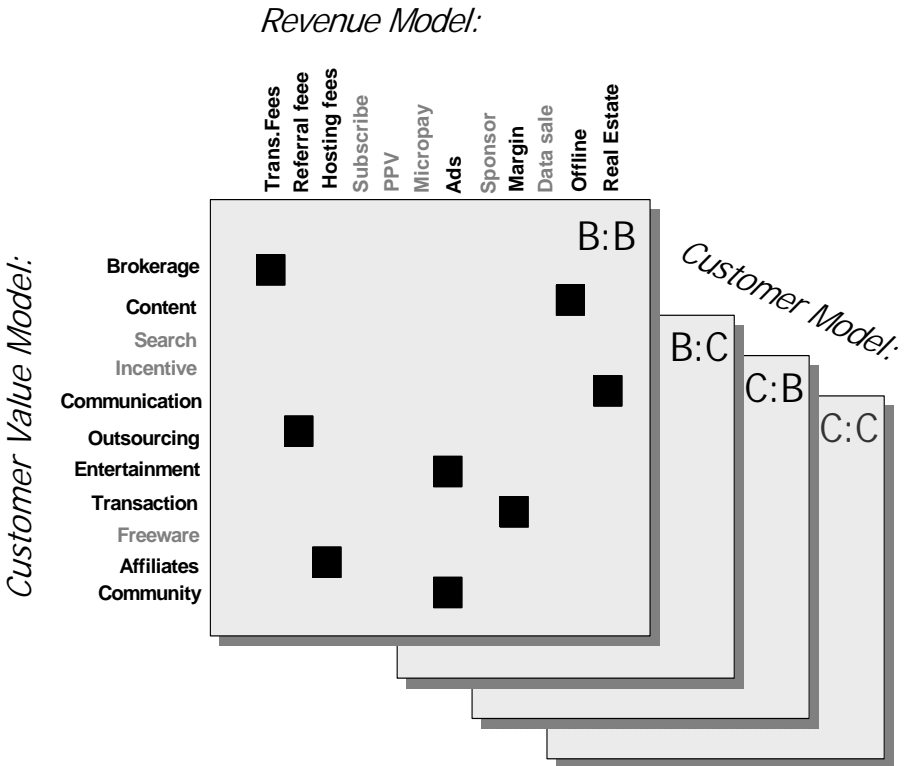 Revenue Model:
Trans.Fees
Referral feee
Hosting fees
Subscribe
PPV
Micropay
Ads
Sponsor
Margin
Data sale
Offline
Real Estate
Customer Value Model:
Brokerage
Content
Search
Incentive
Communication
Outsourcing
Entertainment
Transaction
Freeware
Affiliates
Community
Customer Model:
B:B
B:C
C:B
C:C